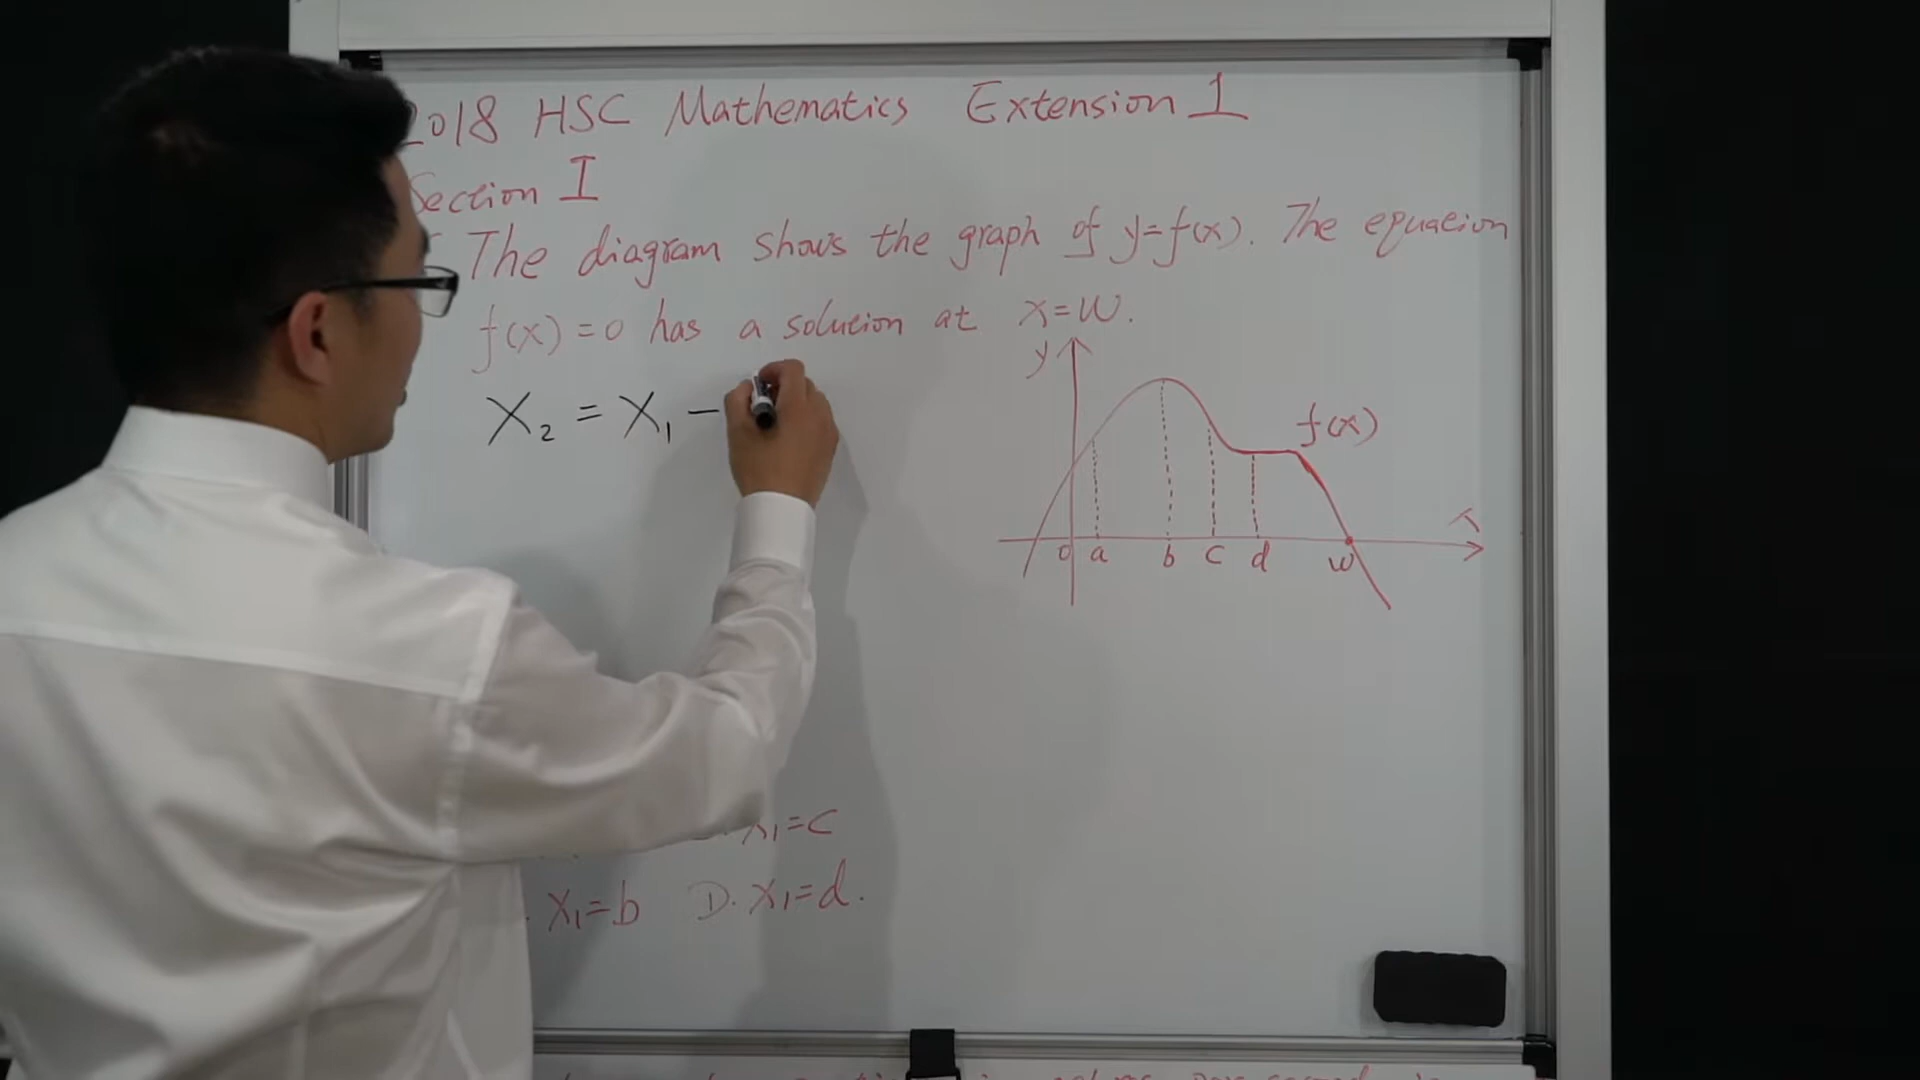 2018 HSC Mathematics Extension 1
Section I
The diagram shows the graph of y=f(x). The equation
f(x)=0 has a solution at x=W.
X₂ = X₁ −
y
f(x)
x
0 a b c d w
x₁=c
x₁=b D. x₁=d.